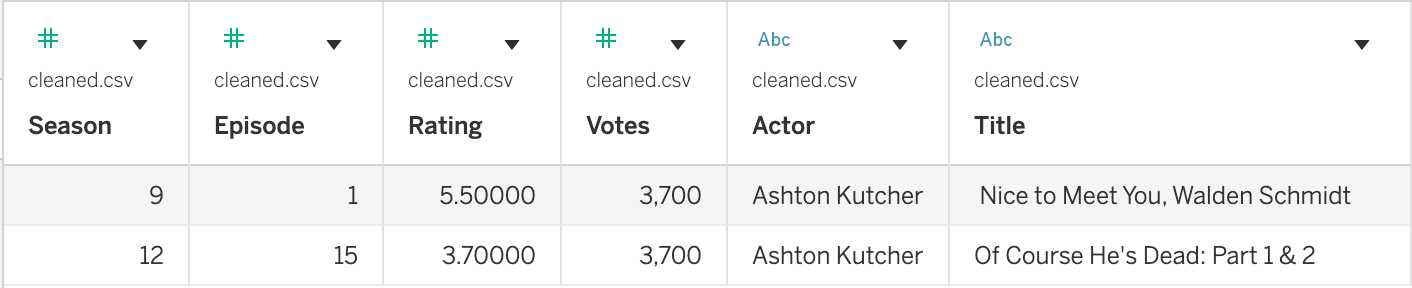 # # # # Abc Abc
cleaned.csv cleaned.csv cleaned.csv cleaned.csv cleaned.csv cleaned.csv
Season Episode Rating Votes Actor Title
9 1 5.50000 3,700 Ashton Kutcher Nice to Meet You, Walden Schmidt
12 15 3.70000 3,700 Ashton Kutcher Of Course He's Dead: Part 1 & 2